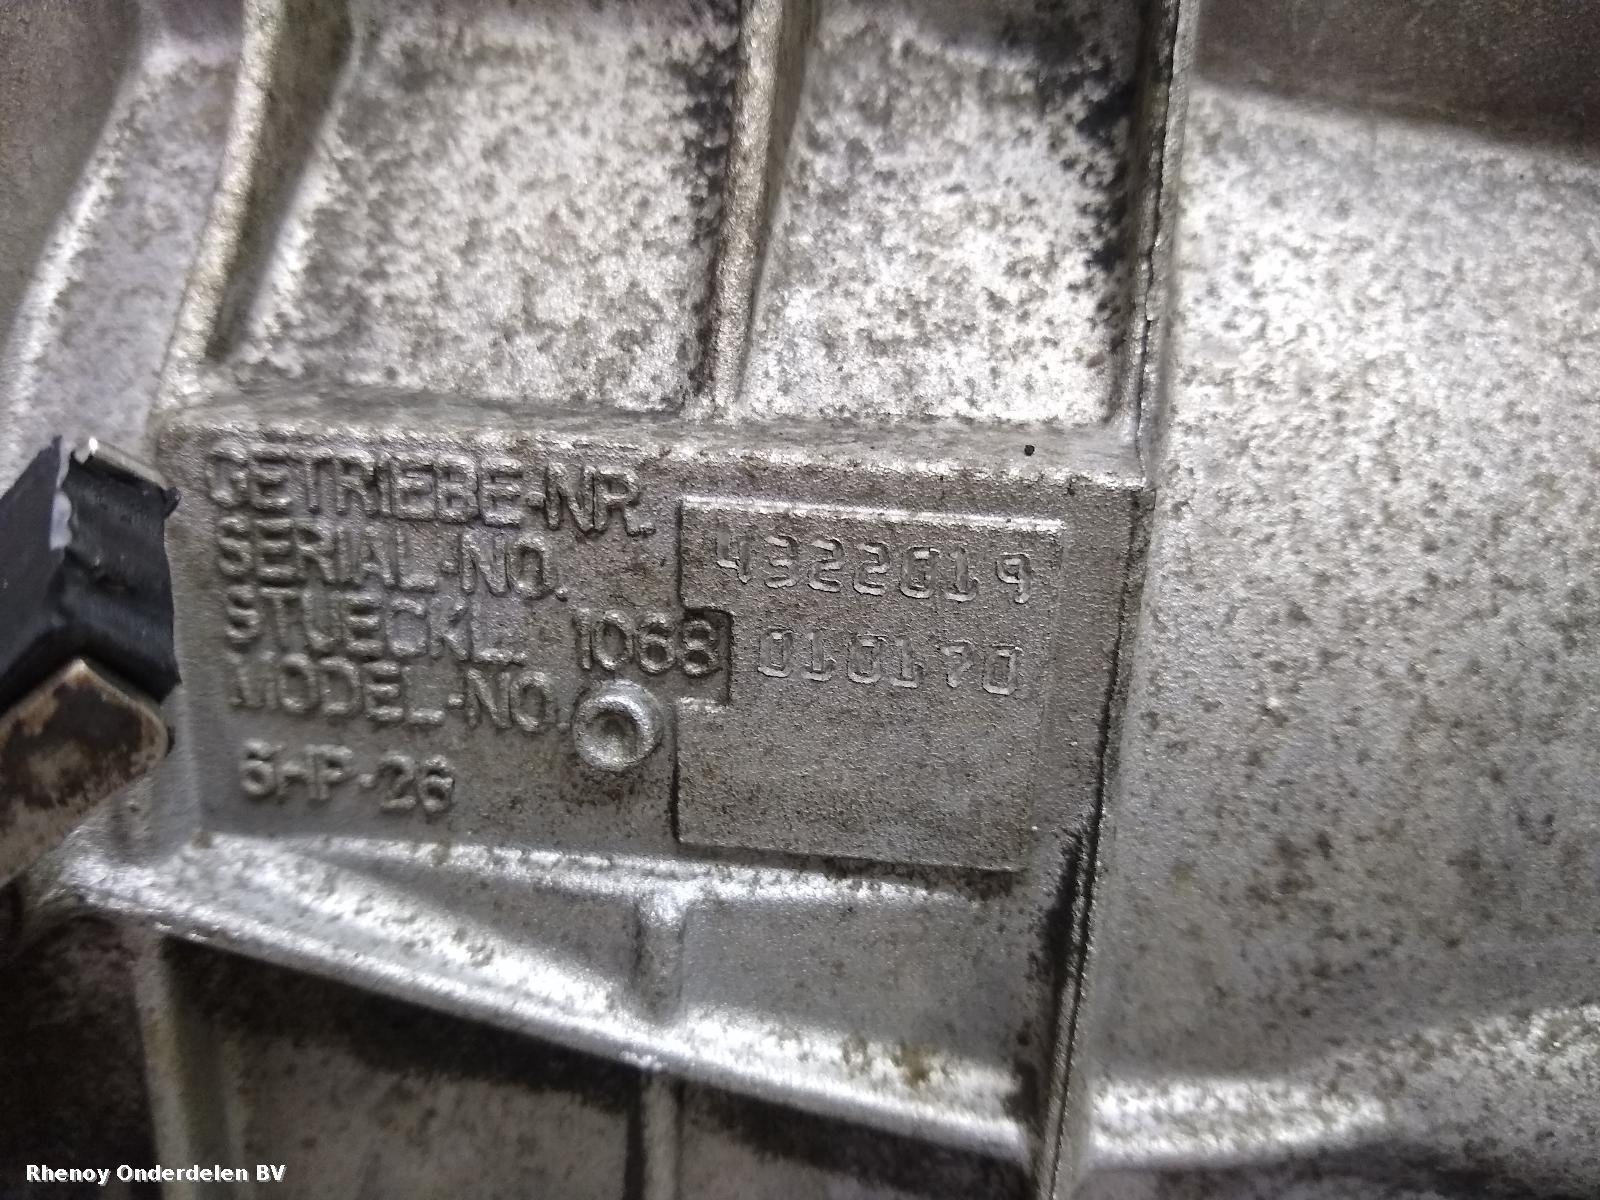 GETRIEBE-NR.
SERIAL-NO. 4322019
STUECKL. 1068 010170
MODEL-NO.
6HP-26
Rhenoy Onderdelen BV